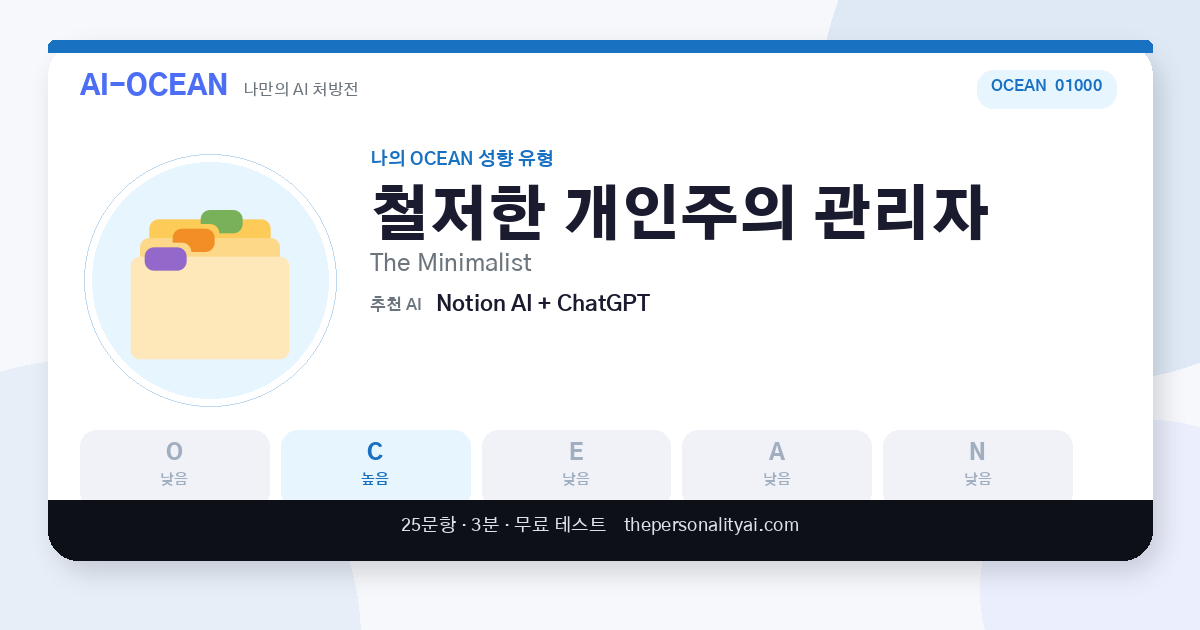 AI-OCEAN 나만의 AI 처방전
OCEAN 01000
나의 OCEAN 성향 유형
철저한 개인주의 관리자
The Minimalist
추천 AI Notion AI + ChatGPT
O C E A N
낮음 높음 낮음 낮음 낮음
25문항 · 3분 · 무료 테스트 thepersonalityai.com